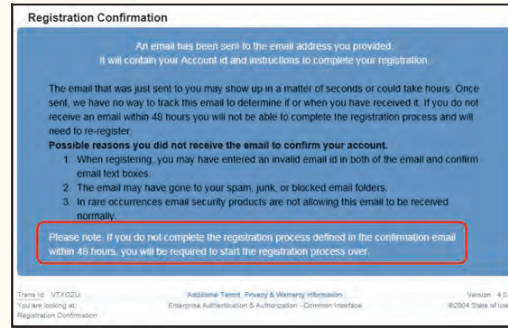 Registration Confirmation
An email has been sent to the email address you provided.
It will contain your Account id and instructions to complete your registration.
The email that was just sent to you may show up in a matter of seconds or could take hours. Once
sent, we have no way to track this email to determine if or when you have received it. If you do not
receive an email within 48 hours you will not be able to complete the registration process and will
need to re-register.
Possible reasons you did not receive the email to confirm your account.
1. When registering, you may have entered an invalid email id in both of the email and confirm
email text boxes.
2. The email may have gone to your spam, junk, or blocked email folders.
3. In rare occurrences email security products are not allowing this email to be received
normally.
Please note: If you do not complete the registration process defined in the confirmation email
within 48 hours, you will be required to start the registration process over.
Trans Id: VTXOZU
Additional Terms, Privacy & Warranty Information
Version: 4.0
You are looking at:
Enterprise Authentication & Authorization - Common Interface
©2004 State of Iowa
Registration Confirmation